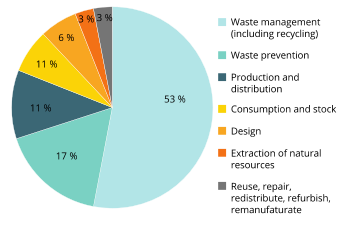 3 %
3 %
6 %
11 %
11 %
17 %
53 %
Waste management
(including recycling)
Waste prevention
Production and
distribution
Consumption and stock
Design
Extraction of natural
resources
Reuse, repair,
redistribute, refurbish,
remanufaturate